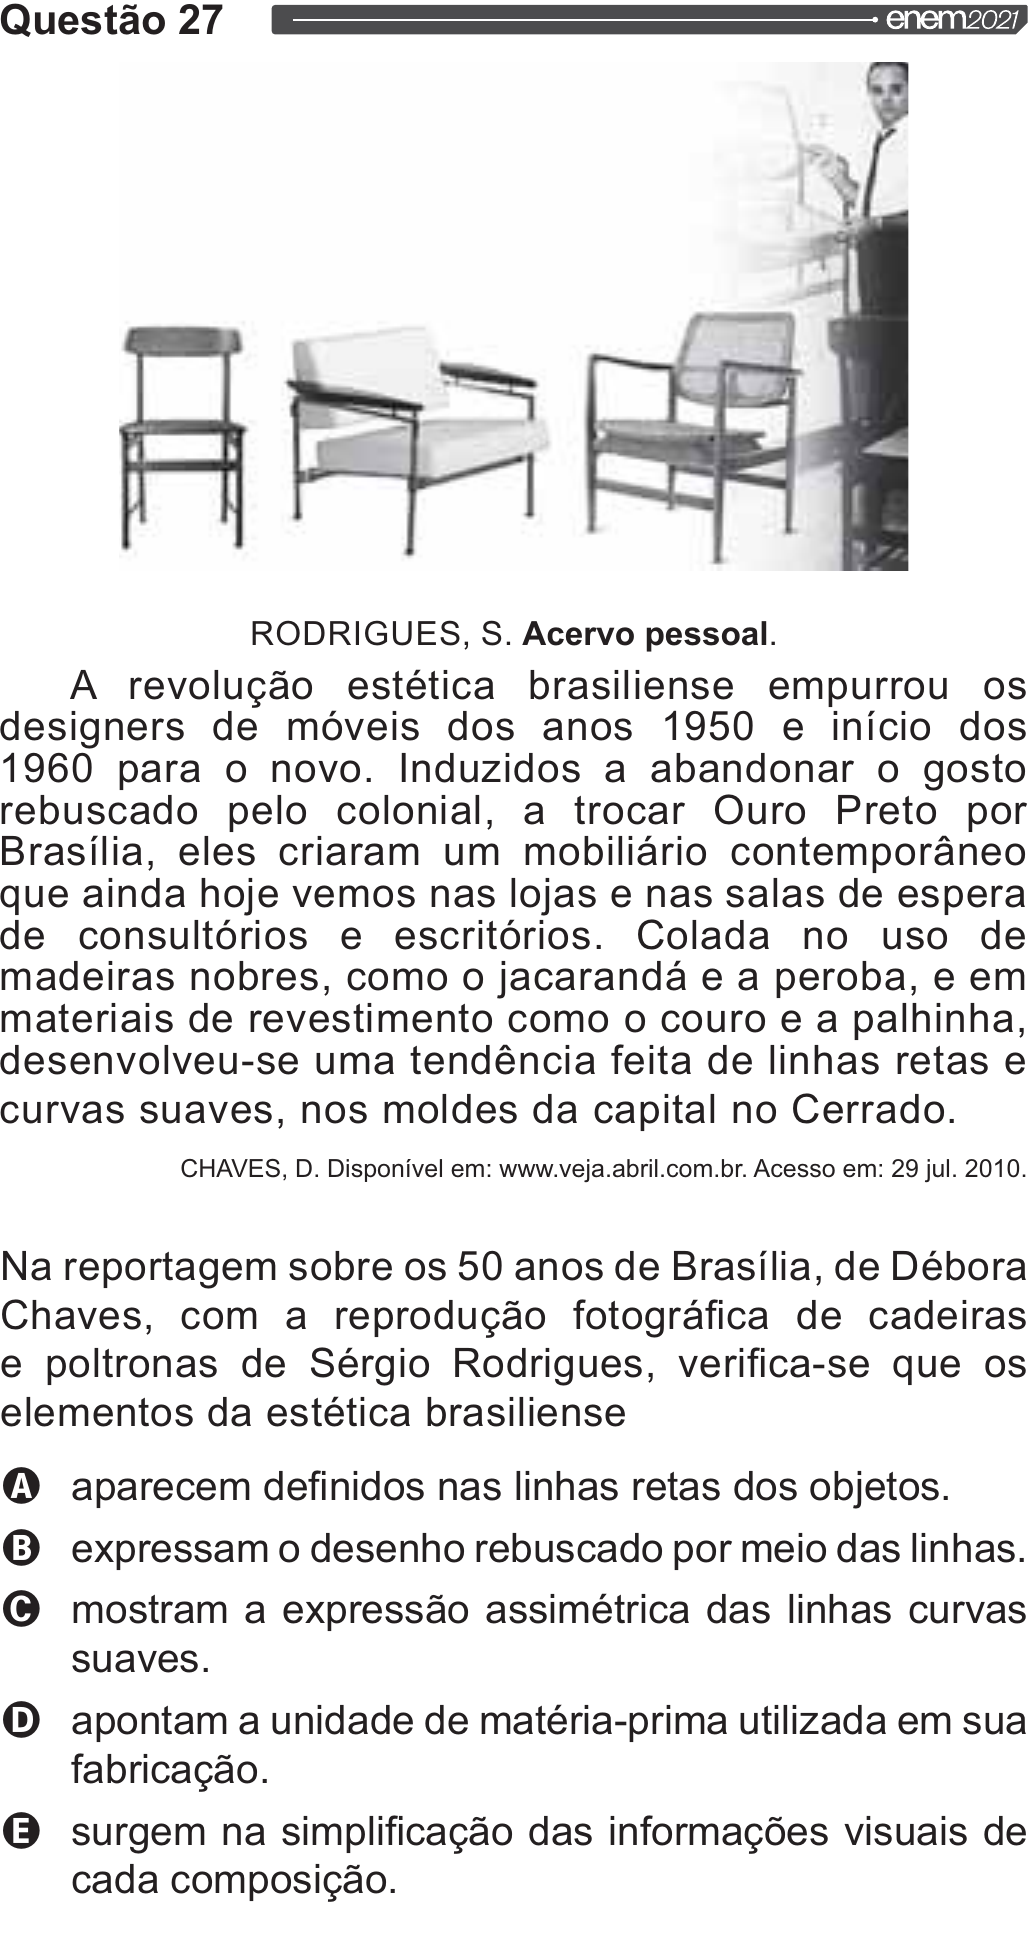 Questão 27
enem2021
RODRIGUES, S. Acervo pessoal.
A revolução estética brasiliense empurrou os
designers de móveis dos anos 1950 e início dos
1960 para o novo. Induzidos a abandonar o gosto
rebuscado pelo colonial, a trocar Ouro Preto por
Brasília, eles criaram um mobiliário contemporâneo
que ainda hoje vemos nas lojas e nas salas de espera
de consultórios e escritórios. Colada no uso de
madeiras nobres, como o jacarandá e a peroba, e em
materiais de revestimento como o couro e a palhinha,
desenvolveu-se uma tendência feita de linhas retas e
curvas suaves, nos moldes da capital no Cerrado.
CHAVES, D. Disponível em: www.veja.abril.com.br. Acesso em: 29 jul. 2010.
Na reportagem sobre os 50 anos de Brasília, de Débora
Chaves, com a reprodução fotográfica de cadeiras
e poltronas de Sérgio Rodrigues, verifica-se que os
elementos da estética brasiliense
A aparecem definidos nas linhas retas dos objetos.
B expressam o desenho rebuscado por meio das linhas.
C mostram a expressão assimétrica das linhas curvas
suaves.
D apontam a unidade de matéria-prima utilizada em sua
fabricação.
E surgem na simplificação das informações visuais de
cada composição.